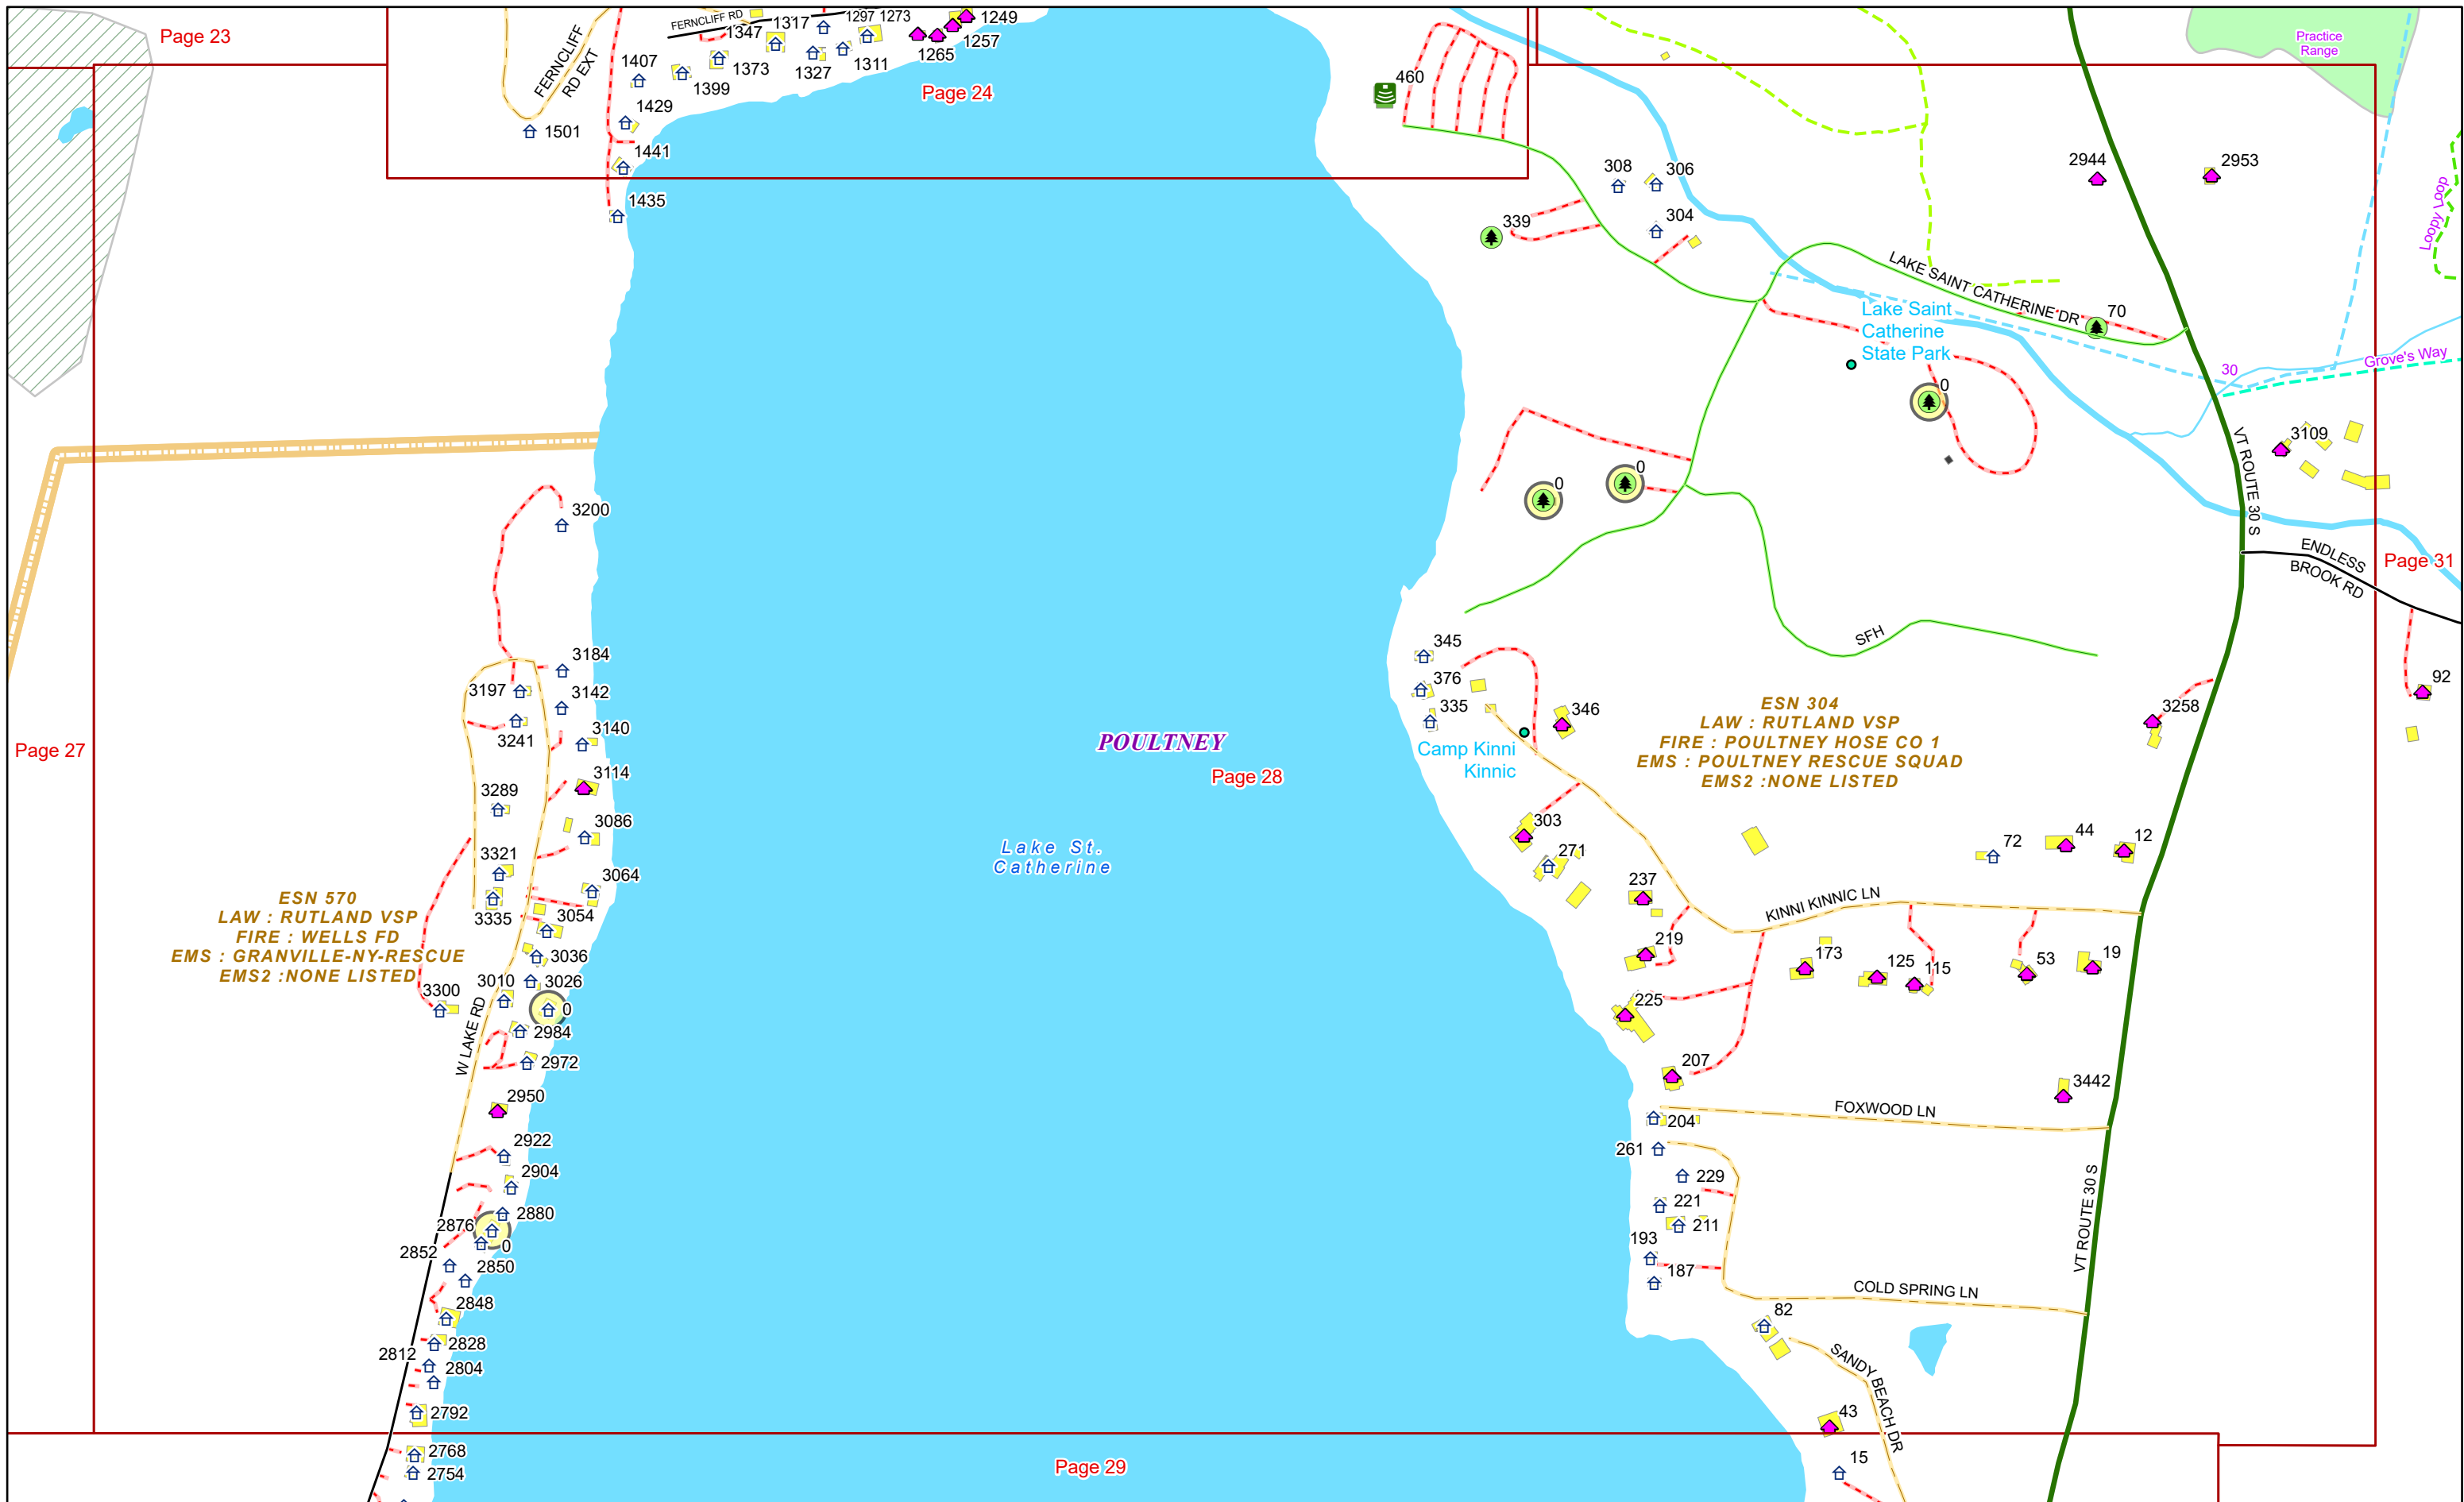 Page 23
FERNCLIFF RD
FERNCLIFF
RD EXT
1317
1297
1273
1249
1257
1265
1347
1407
1373
1327
1311
1399
1429
1501
1441
1435
Page 24
460
Practice
Range
Loopy Loop
2944
2953
308
306
304
339
LAKE SAINT CATHERINE DR
70
Lake Saint
Catherine
State Park
30
Grove's Way
0
0
0
3109
VT ROUTE 30 S
ENDLESS
BROOK RD
Page 31
3200
3184
3197
3142
3241
3140
3114
3289
3086
3321
3064
3335
3054
3036
3026
3010
3300
0
2984
2972
2950
2922
2904
2880
2876
0
2852
2850
2848
2828
2812
2804
2792
2768
2754
W LAKE RD
Page 27
ESN 570
LAW : RUTLAND VSP
FIRE : WELLS FD
EMS : GRANVILLE-NY-RESCUE
EMS2 :NONE LISTED
POULTNEY
Page 28
Lake St.
Catherine
345
376
335
346
Camp Kinni
Kinnic
SFH
ESN 304
LAW : RUTLAND VSP
FIRE : POULTNEY HOSE CO 1
EMS : POULTNEY RESCUE SQUAD
EMS2 :NONE LISTED
92
3258
303
271
72
44
12
237
KINNI KINNIC LN
219
173
125
115
53
19
225
207
3442
FOXWOOD LN
204
261
229
221
211
193
187
VT ROUTE 30 S
COLD SPRING LN
82
SANDY BEACH DR
43
15
Page 29